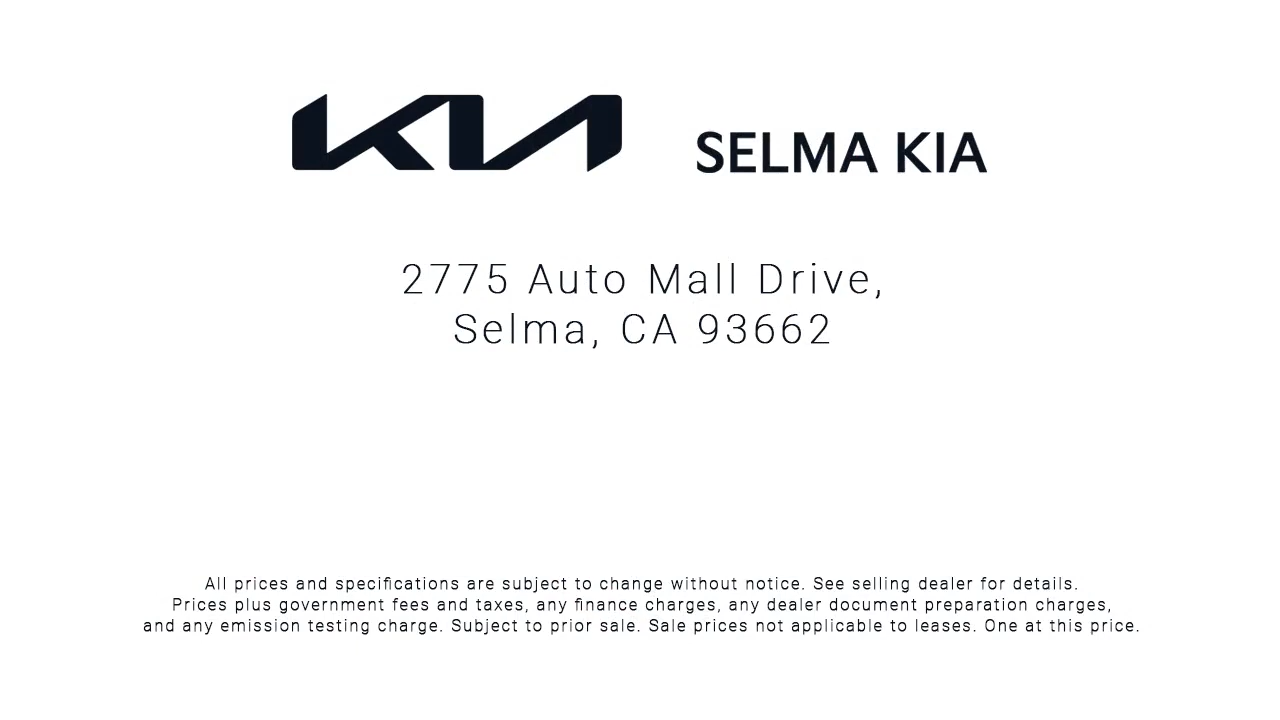 KIA SELMA KIA
2775 Auto Mall Drive,
Selma, CA 93662
All prices and specifications are subject to change without notice. See selling dealer for details.
Prices plus government fees and taxes, any finance charges, any dealer document preparation charges,
and any emission testing charge. Subject to prior sale. Sale prices not applicable to leases. One at this price.